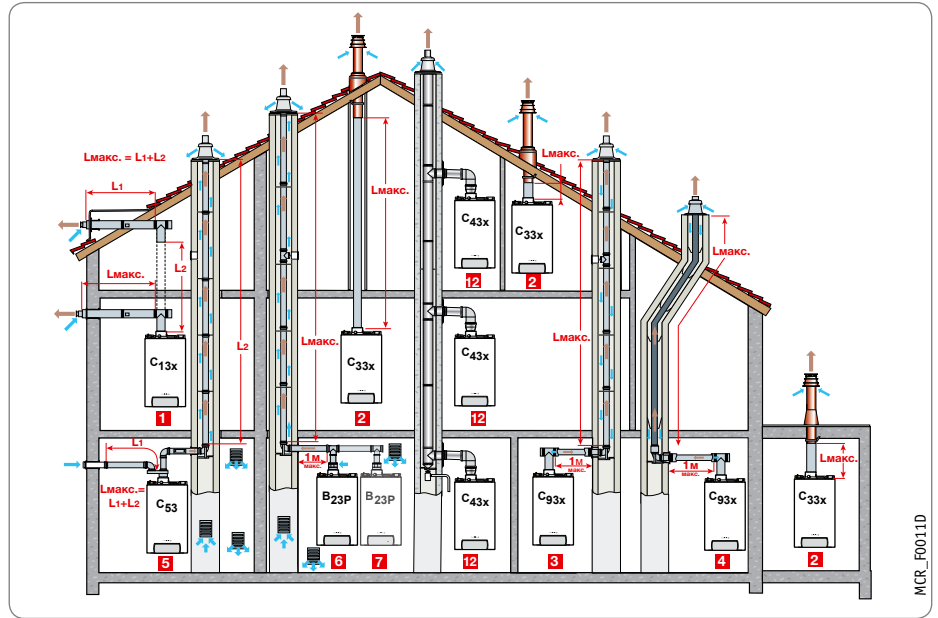 Lмакс. = L1+L2
L1
Lмакс.
L2
C13x
1
L2
Lмакс.
Lмакс.
C33x
2
C43x
12
Lмакс.
C33x
2
C43x
12
Lмакс.
Lмакс.
L1
Lмакс.=
L1+L2
C53
5
1м
макс.
B23P
6
B23P
7
C43x
12
1м
макс.
C93x
3
1м
макс.
C93x
4
Lмакс.
C33x
2
MCR_F0011D